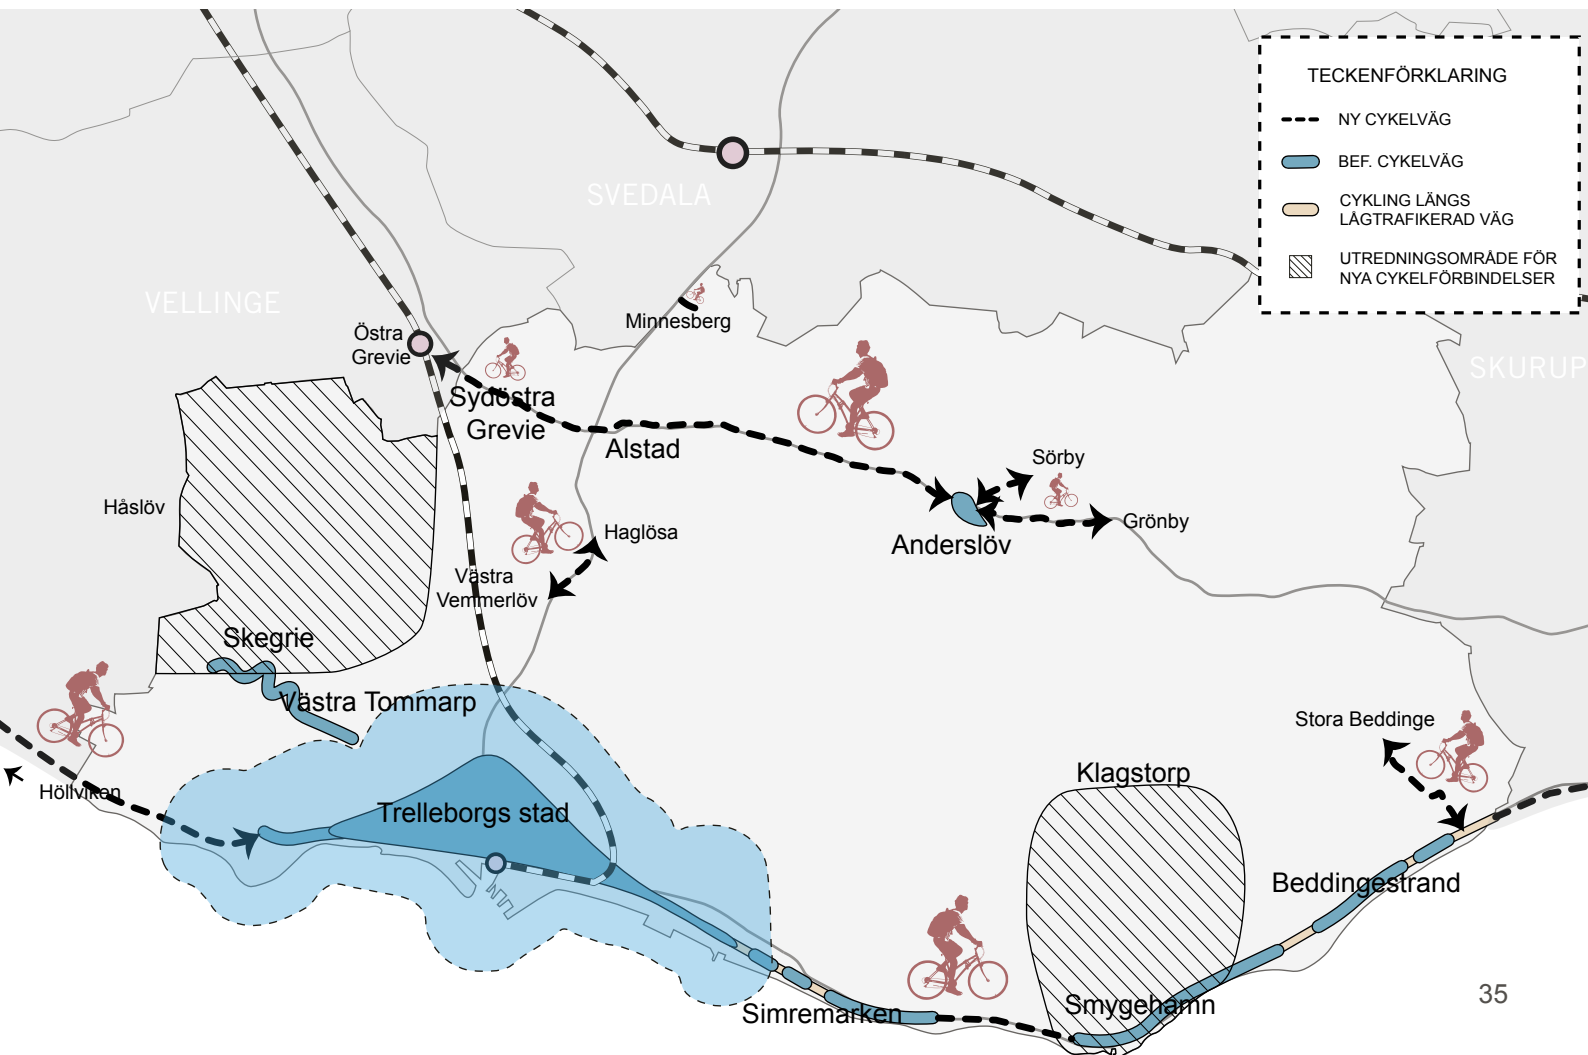 TECKENFÖRKLARING
NY CYKELVÄG
BEF. CYKELVÄG
CYKLING LÄNGS
LÅGTRAFIKERAD VÄG
UTREDNINGSOMRÅDE FÖR
NYA CYKELFÖRBINDELSER
SVEDALA
VELLINGE
SKURUP
Östra
Grevie
Minnesberg
Sydöstra
Grevie
Alstad
Sörby
Håslöv
Haglösa
Grönby
Anderslöv
Västra
Vemmerlöv
Skegrie
Västra Tommarp
Stora Beddinge
Klagstorp
Höllviken
Trelleborgs stad
Beddingestrand
Smygehamn
Simremarken
35